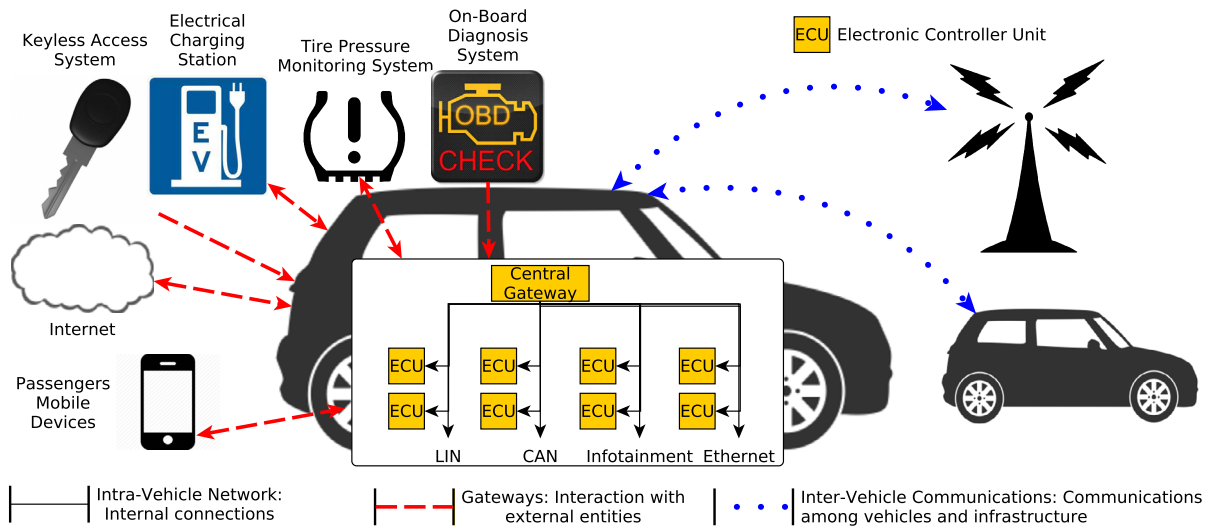 Keyless Access
System
Electrical
Charging
Station
Tire Pressure
Monitoring System
On-Board
Diagnosis
System
ECU Electronic Controller Unit
E
V
OBD
CHECK
Internet
Passengers
Mobile
Devices
Central
Gateway
ECU ECU ECU ECU
ECU ECU ECU ECU
LIN CAN Infotainment Ethernet
Intra-Vehicle Network:
Internal connections
Gateways: Interaction with
external entities
Inter-Vehicle Communications: Communications
among vehicles and infrastructure